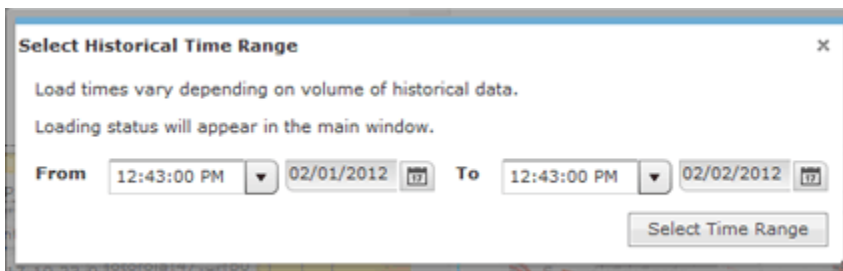 Select Historical Time Range
Load times vary depending on volume of historical data.
Loading status will appear in the main window.
From 12:43:00 PM 02/01/2012 17 To 12:43:00 PM 02/02/2012 17
Select Time Range